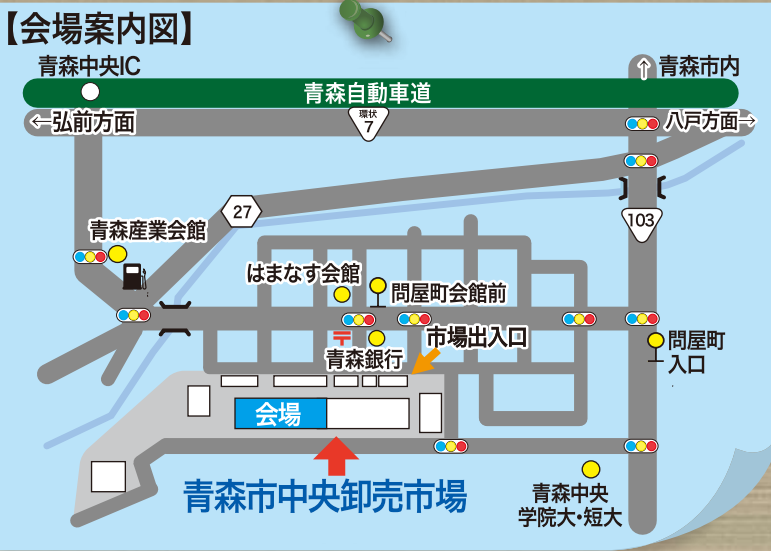 【会場案内図】
青森中央IC
↑青森市内
青森自動車道
←弘前方面
環状
7
八戸方面→
27
103
青森産業会館
はまなす会館
問屋町会館前
市場出入口
青森銀行
問屋町
入口
会場
青森市中央卸売市場
青森中央
学院大・短大